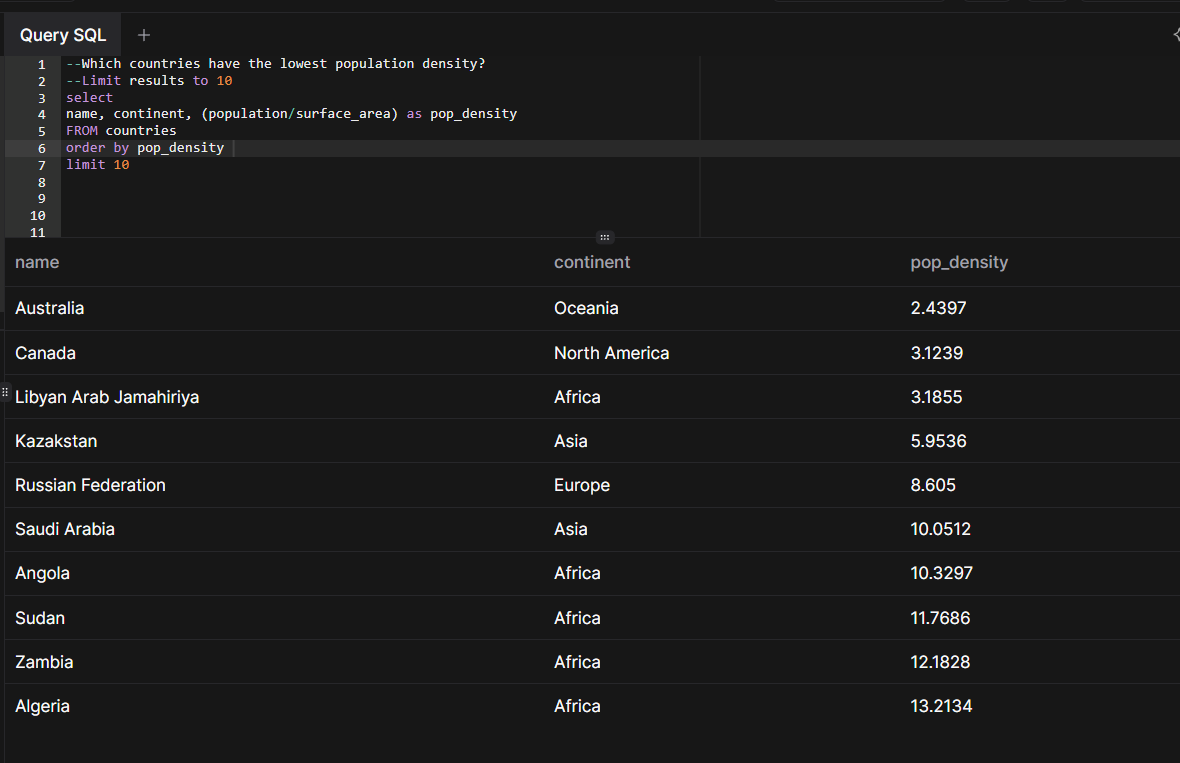 Query SQL +
1 --Which countries have the lowest population density?
2 --Limit results to 10
3 select
4 name, continent, (population/surface_area) as pop_density
5 FROM countries
6 order by pop_density
7 limit 10
8
9
10
11
name continent pop_density
Australia Oceania 2.4397
Canada North America 3.1239
Libyan Arab Jamahiriya Africa 3.1855
Kazakstan Asia 5.9536
Russian Federation Europe 8.605
Saudi Arabia Asia 10.0512
Angola Africa 10.3297
Sudan Africa 11.7686
Zambia Africa 12.1828
Algeria Africa 13.2134